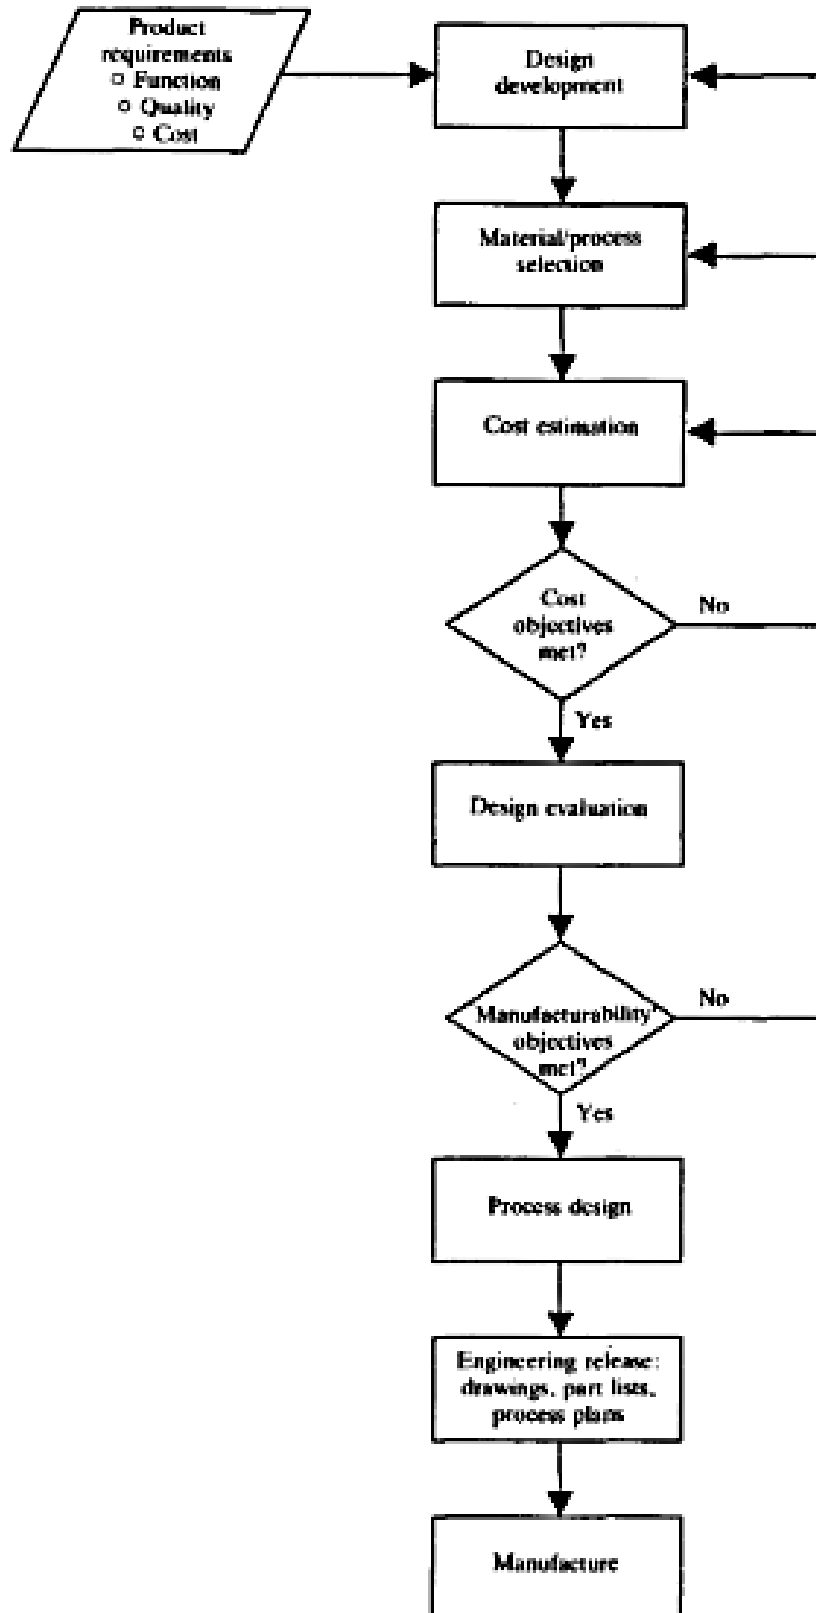 Product
requirements
o Function
o Quality
o Cost
Design
development
Material/process
selection
Cost estimation
Cost
objectives
met?
No
Yes
Design evaluation
Manufacturability
objectives
met?
No
Yes
Process design
Engineering release:
drawings, part lists,
process plans
Manufacture